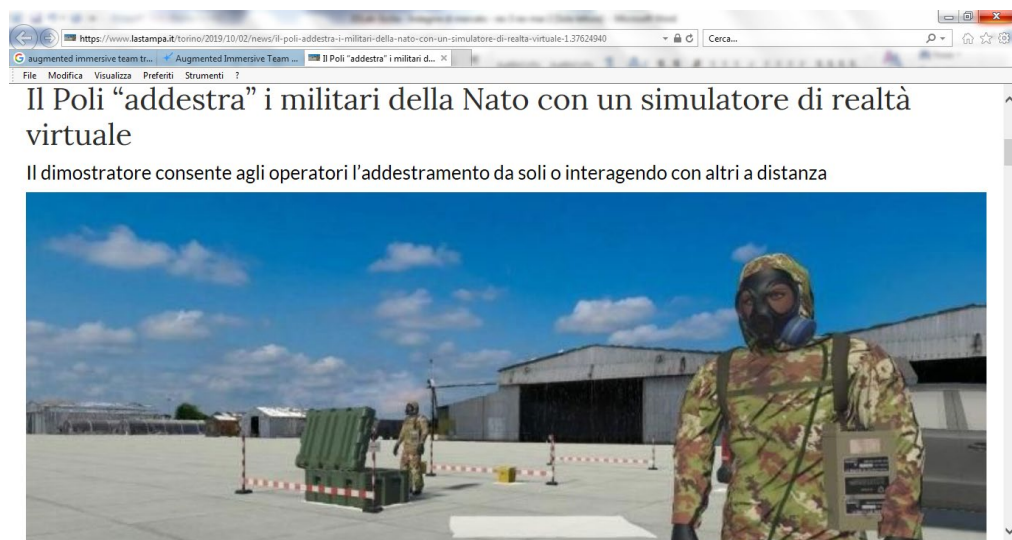 https://www.lastampa.it/torino/2019/10/02/news/il-poli-addestra-i-militari-della-nato-con-un-simulatore-di-realta-virtuale-1.37624940
Cerca...
augmented immersive team tr...
Augmented Immersive Team ...
Il Poli "addestra" i militari d...
File Modifica Visualizza Preferiti Strumenti ?
Il Poli “addestra” i militari della Nato con un simulatore di realtà
virtuale
Il dimostratore consente agli operatori l’addestramento da soli o interagendo con altri a distanza